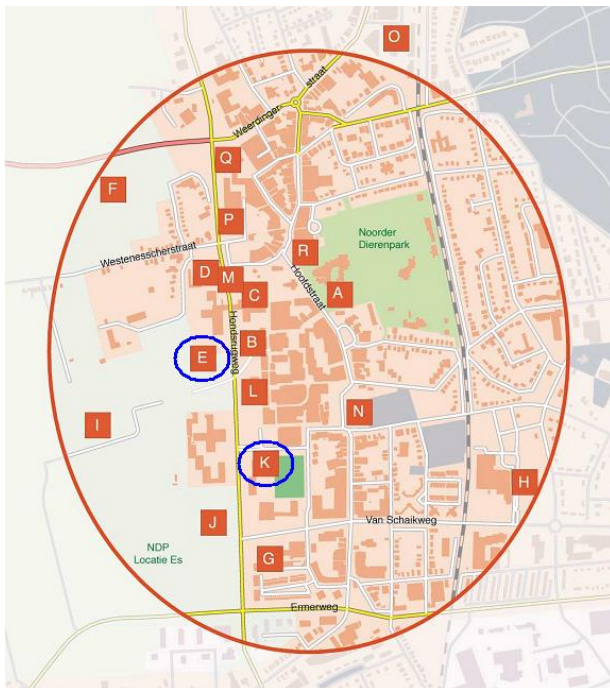 O
straat
Weerdinger-
Q
F
P
Westenesscherstraat
R
Noorder
Dierenpark
D
M
C
A
Hoofdstraat
Hondsrugweg
B
E
L
N
I
K
H
J
Van Schaikweg
NDP
Locatie Es
G
Ermerweg